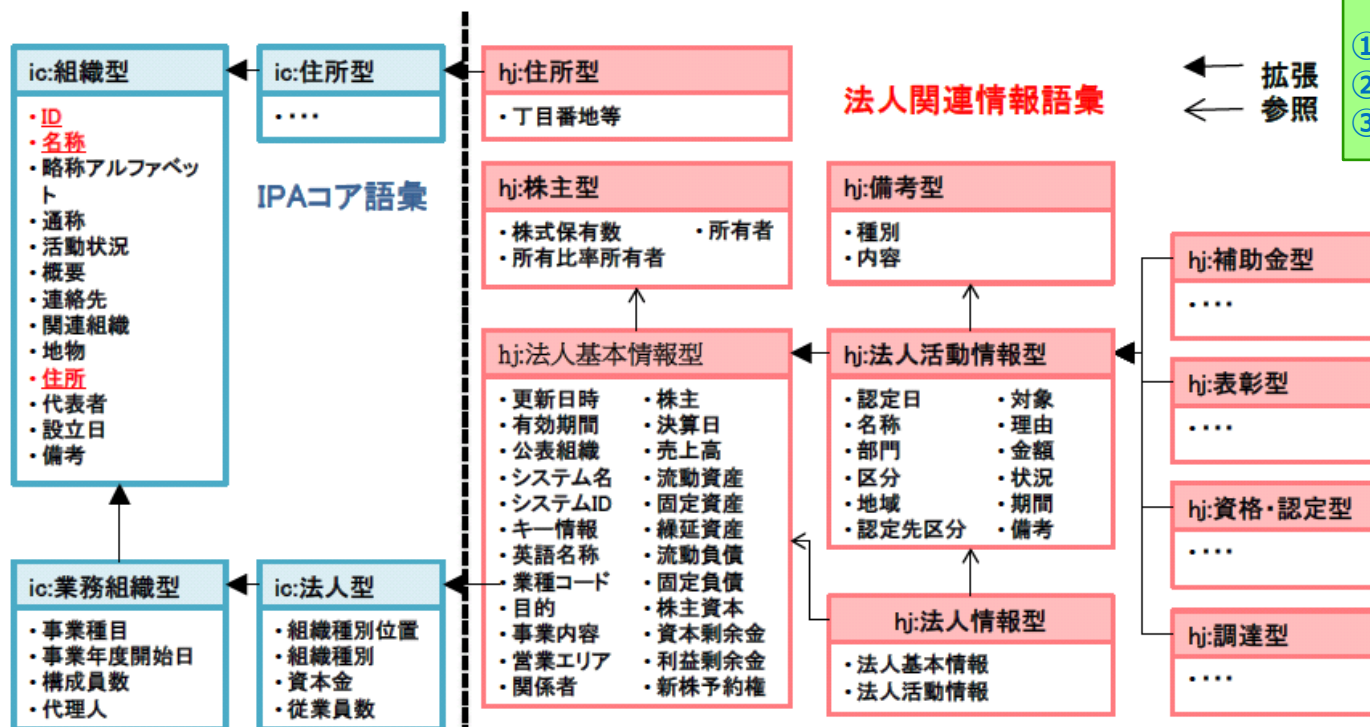 ic:組織型
・ID
・名称
・略称アルファベッ
ト
・通称
・活動状況
・概要
・連絡先
・関連組織
・地物
・住所
・代表者
・設立日
・備考
ic:住所型
・‥‥
IPAコア語彙
ic:業務組織型
・事業種目
・事業年度開始日
・構成員数
・代理人
ic:法人型
・組織種別位置
・組織種別
・資本金
・従業員数
hj:住所型
・丁目番地等
法人関連情報語彙
拡張
参照
①
②
③
hj:株主型
・株式保有数 ・所有者
・所有比率所有者
hj:備考型
・種別
・内容
hj:法人基本情報型
・更新日時 ・株主
・有効期間 ・決算日
・公表組織 ・売上高
・システム名 ・流動資産
・システムID ・固定資産
・キー情報 ・繰延資産
・英語名称 ・流動負債
・業種コード ・固定負債
・目的 ・株主資本
・事業内容 ・資本剰余金
・営業エリア ・利益剰余金
・関係者 ・新株予約権
hj:法人活動情報型
・認定日 ・対象
・名称 ・理由
・部門 ・金額
・区分 ・状況
・地域 ・期間
・認定先区分 ・備考
hj:法人情報型
・法人基本情報
・法人活動情報
hj:補助金型
・‥‥
hj:表彰型
・‥‥
hj:資格・認定型
・‥‥
hj:調達型
・‥‥